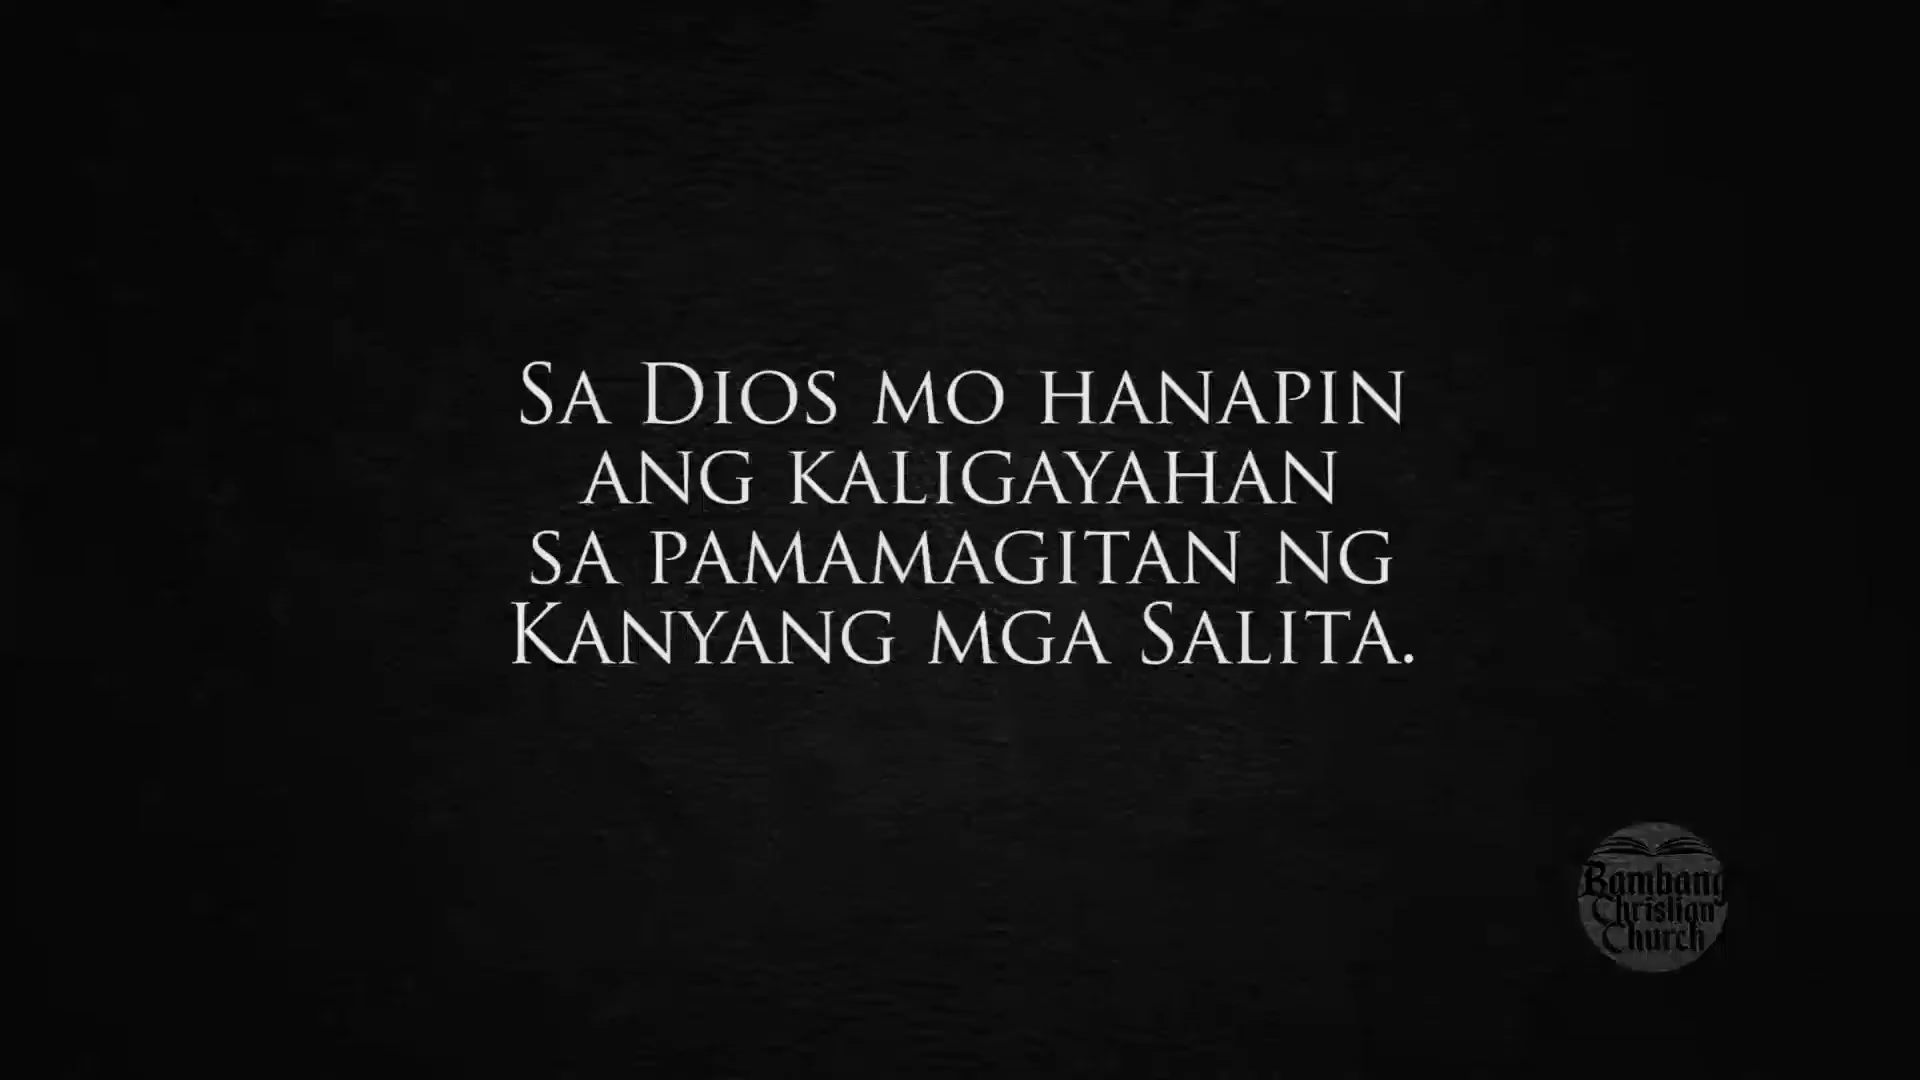 Sa Dios mo hanapin
ang kaligayahan
sa pamamagitan ng
Kanyang mga Salita.
Bambang
Christian
Church